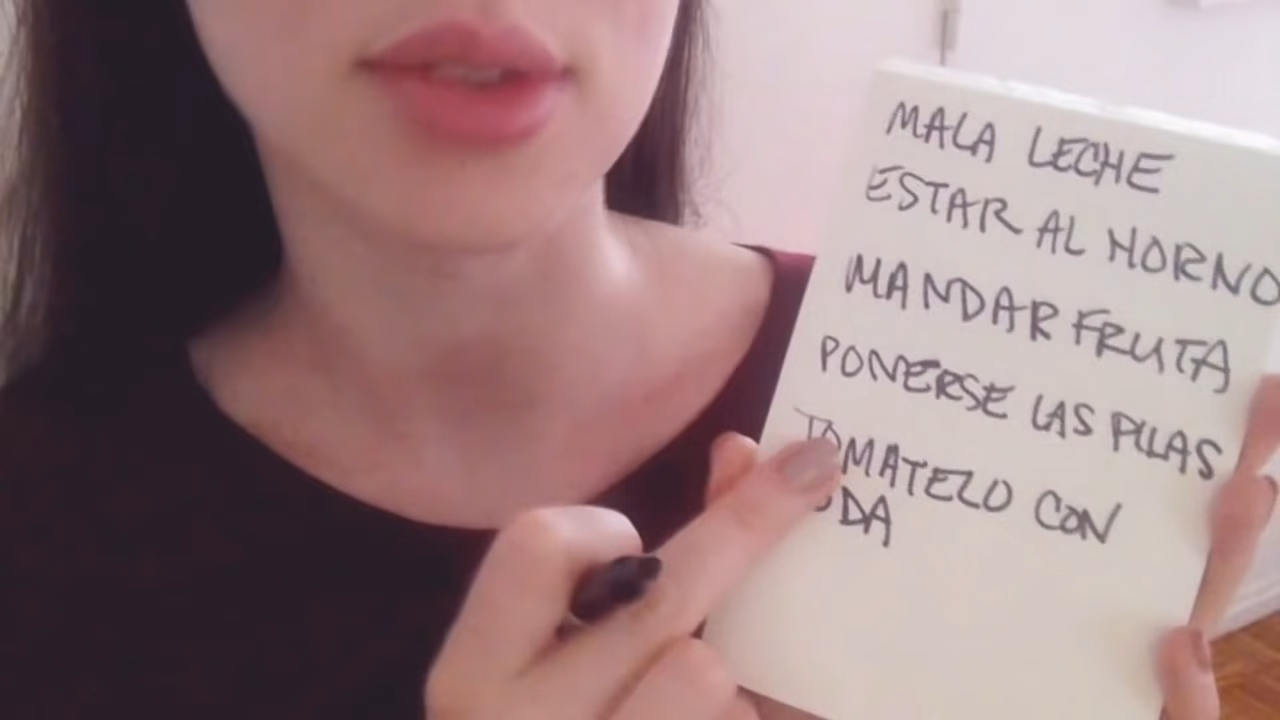 MALA LECHE
ESTAR AL HORNO
MANDAR FRUTA
PONERSE LAS PILAS
TOMATELO CON